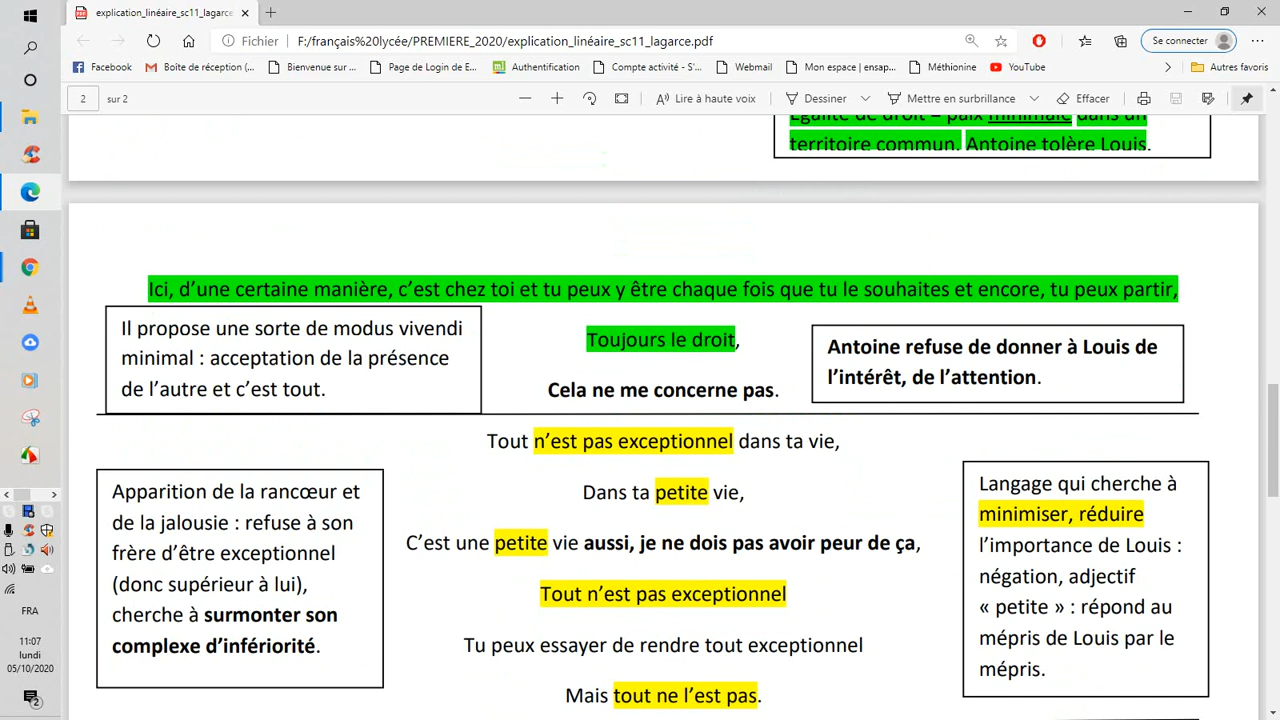 explication_linéaire_sc11_lagarce
Fichier
F:/français%20lycée/PREMIERE_2020/explication_linéaire_sc11_lagarce.pdf
Se connecter
Facebook
Boîte de réception (...
Bienvenue sur ...
Page de Login de E...
Authentification
Compte activité - S'...
Webmail
Mon espace | ensap...
Méthionine
YouTube
Autres favoris
2 sur 2
Lire à haute voix
Dessiner
Mettre en surbrillance
Effacer
Egalité de droit = paix minimale dans un
territoire commun. Antoine tolère Louis.
Ici, d'une certaine manière, c'est chez toi et tu peux y être chaque fois que tu le souhaites et encore, tu peux partir,
Il propose une sorte de modus vivendi
minimal : acceptation de la présence
de l'autre et c'est tout.
Toujours le droit,
Cela ne me concerne pas.
Antoine refuse de donner à Louis de
l'intérêt, de l'attention.
Tout n'est pas exceptionnel dans ta vie,
Dans ta petite vie,
C'est une petite vie aussi, je ne dois pas avoir peur de ça,
Tout n'est pas exceptionnel
Tu peux essayer de rendre tout exceptionnel
Mais tout ne l'est pas.
Apparition de la rancœur et
de la jalousie : refuse à son
frère d'être exceptionnel
(donc supérieur à lui),
cherche à surmonter son
complexe d'infériorité.
Langage qui cherche à
minimiser, réduire
l'importance de Louis :
négation, adjectif
« petite » : répond au
mépris de Louis par le
mépris.
FRA
11:07
lundi
05/10/2020
2